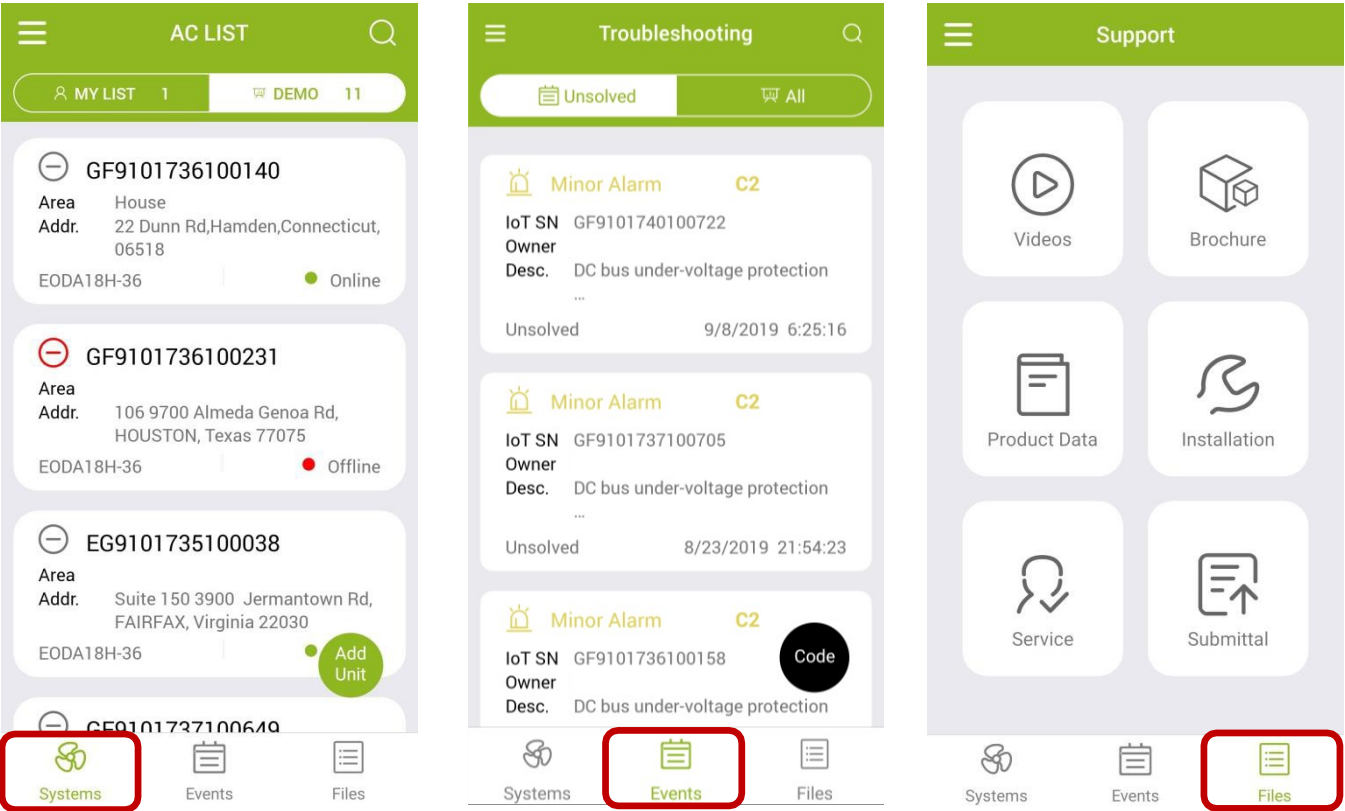 AC LIST
MY LIST 1
DEMO 11
GF9101736100140
Area House
Addr. 22 Dunn Rd,Hamden,Connecticut,
06518
EODA18H-36 Online
GF9101736100231
Area
Addr. 106 9700 Almeda Genoa Rd,
HOUSTON, Texas 77075
EODA18H-36 Offline
EG9101735100038
Area
Addr. Suite 150 3900 Jermantown Rd,
FAIRFAX, Virginia 22030
EODA18H-36
Add
Unit
GF9101737100649
Systems Events Files
Troubleshooting
Unsolved All
Minor Alarm C2
IoT SN GF9101740100722
Owner
Desc. DC bus under-voltage protection
...
Unsolved 9/8/2019 6:25:16
Minor Alarm C2
IoT SN GF9101737100705
Owner
Desc. DC bus under-voltage protection
...
Unsolved 8/23/2019 21:54:23
Minor Alarm C2
IoT SN GF9101736100158
Owner
Desc. DC bus under-voltage protection
Code
Systems Events Files
Support
Videos Brochure
Product Data Installation
Service Submittal
Systems Events Files